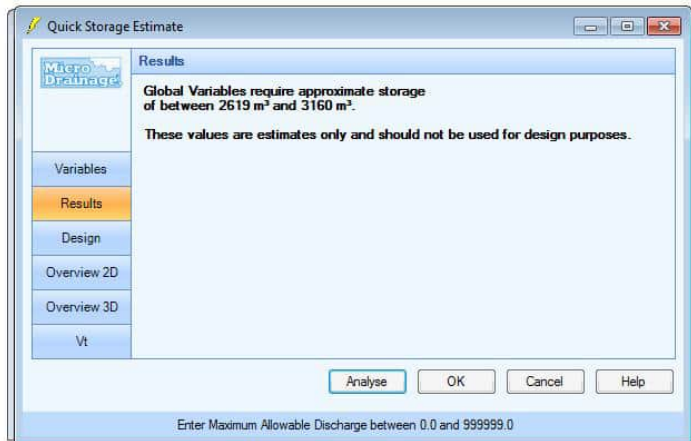 Quick Storage Estimate
Micro
Drainage
Results
Global Variables require approximate storage
of between 2619 m³ and 3160 m³.
These values are estimates only and should not be used for design purposes.
Variables
Results
Design
Overview 2D
Overview 3D
Vt
Analyse OK Cancel Help
Enter Maximum Allowable Discharge between 0.0 and 999999.0